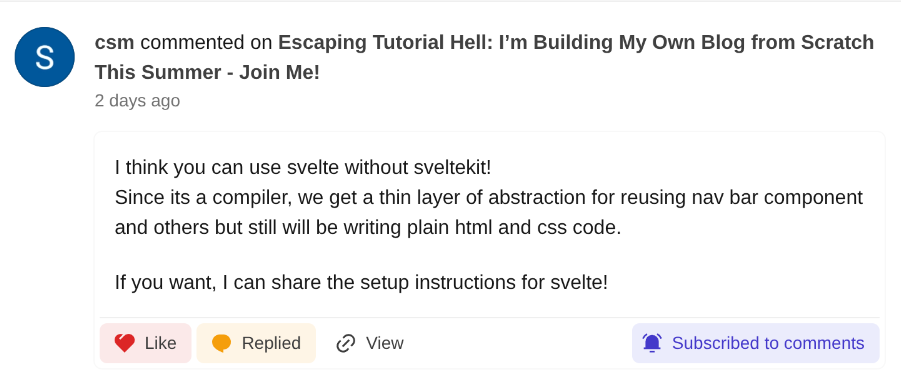 S
csm commented on Escaping Tutorial Hell: I’m Building My Own Blog from Scratch
This Summer - Join Me!
2 days ago
I think you can use svelte without sveltekit!
Since its a compiler, we get a thin layer of abstraction for reusing nav bar component
and others but still will be writing plain html and css code.
If you want, I can share the setup instructions for svelte!
Like Replied View Subscribed to comments